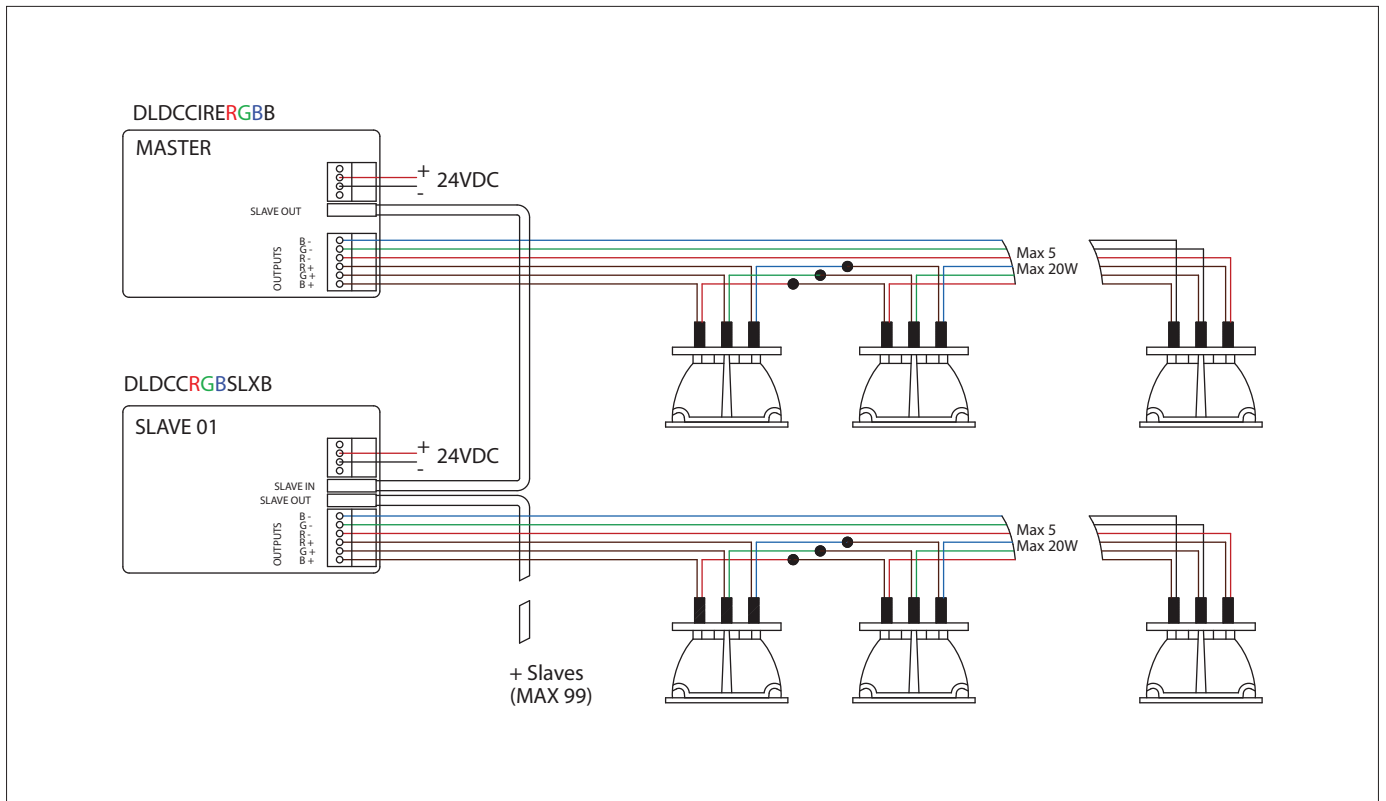 DLDCCIRERGBB
MASTER
+
24VDC
-
SLAVE OUT
OUTPUTS
B -
G -
R -
R +
G +
B +
Max 5
Max 20W
DLDCCRGBSLXB
SLAVE 01
+
24VDC
-
SLAVE IN
SLAVE OUT
OUTPUTS
B -
G -
R -
R +
G +
B +
Max 5
Max 20W
+ Slaves
(MAX 99)